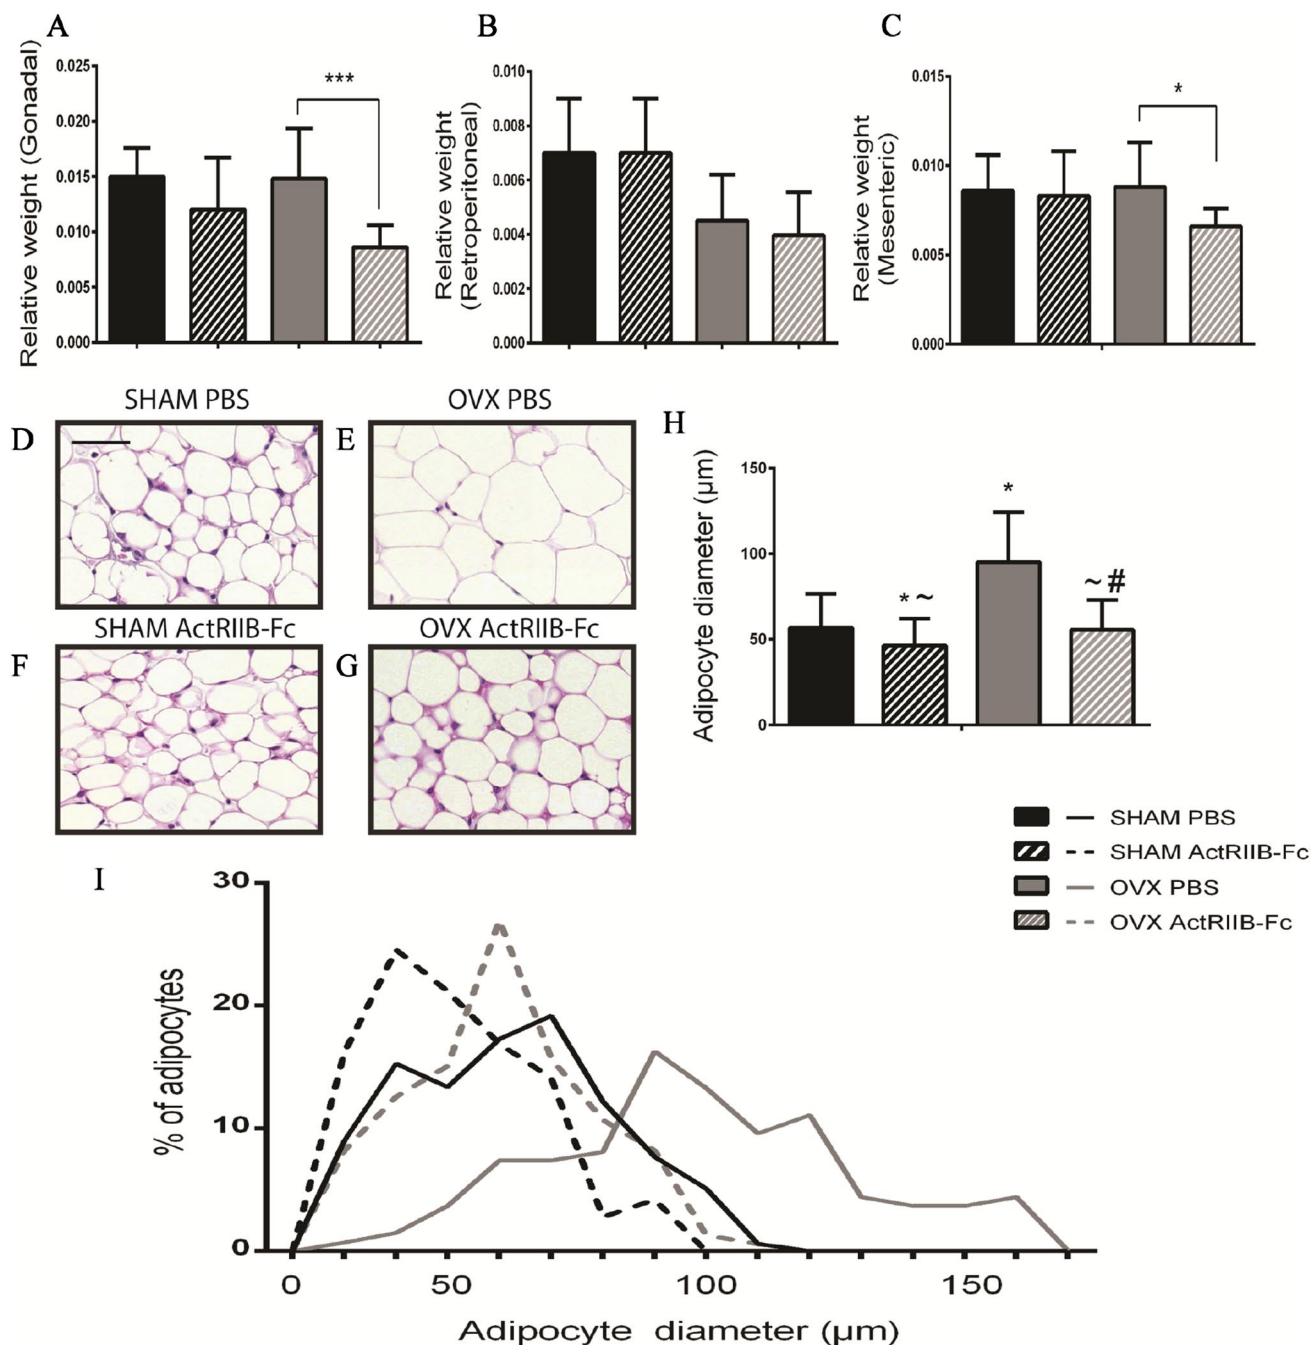 A
Relative weight (Gonadal)
0.025
0.020
0.015
0.010
0.005
0.000
***
B
Relative weight
(Retroperitoneal)
0.010
0.008
0.006
0.004
0.002
0.000
C
Relative weight
(Mesenteric)
0.015
0.010
0.005
0.000
*
SHAM PBS
D
OVX PBS
E
SHAM ActRIIB-Fc
F
OVX ActRIIB-Fc
G
H
Adipocyte diameter (µm)
150
100
50
0
*~
*
~#
SHAM PBS
SHAM ActRIIB-Fc
OVX PBS
OVX ActRIIB-Fc
I
% of adipocytes
30
20
10
0
0 50 100 150
Adipocyte diameter (µm)